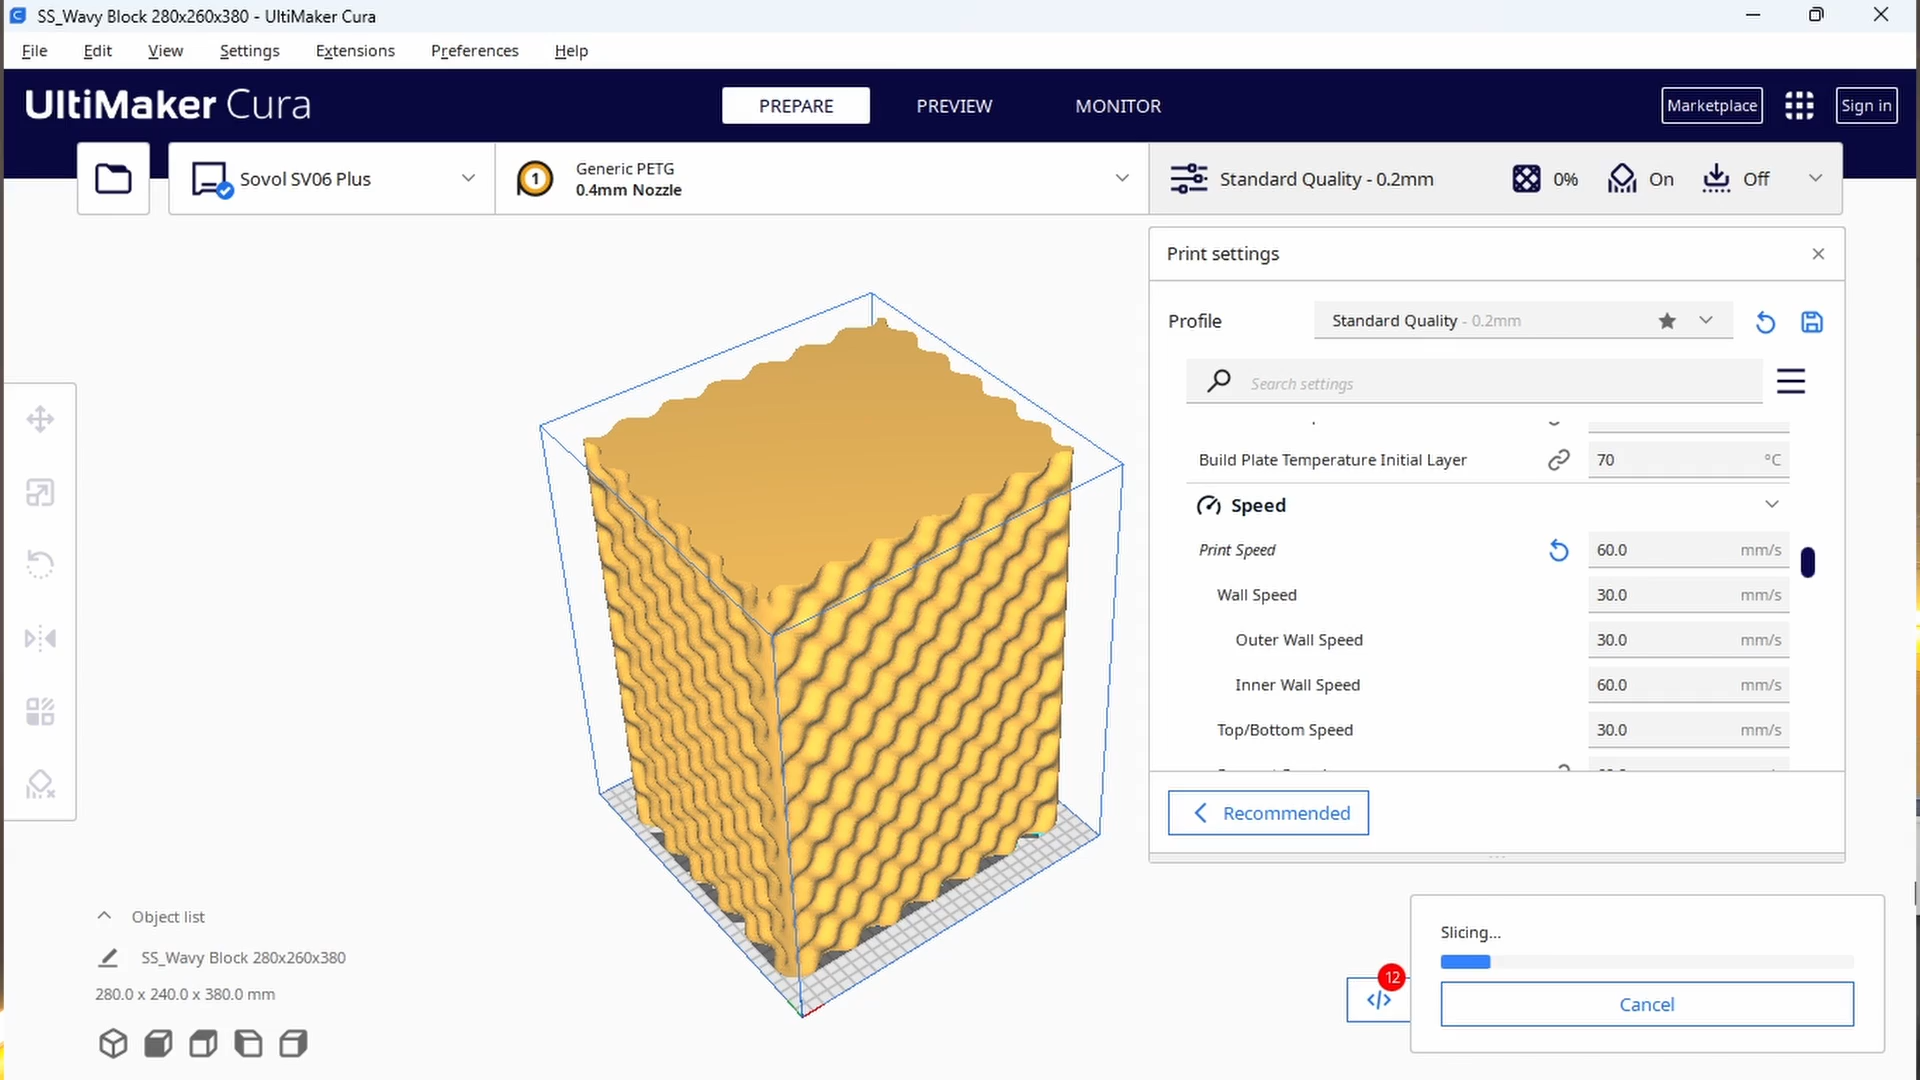 SS_Wavy Block 280x260x380 - UltiMaker Cura
File Edit View Settings Extensions Preferences Help
UltiMaker Cura
PREPARE PREVIEW MONITOR
Marketplace
Sign in
Sovol SV06 Plus
1
Generic PETG
0.4mm Nozzle
Standard Quality - 0.2mm
0%
On
Off
Print settings
Profile
Standard Quality - 0.2mm
Search settings
Build Plate Temperature Initial Layer 70 °C
Speed
Print Speed 60.0 mm/s
Wall Speed 30.0 mm/s
Outer Wall Speed 30.0 mm/s
Inner Wall Speed 60.0 mm/s
Top/Bottom Speed 30.0 mm/s
Recommended
Object list
SS_Wavy Block 280x260x380
280.0 x 240.0 x 380.0 mm
12
Slicing...
Cancel